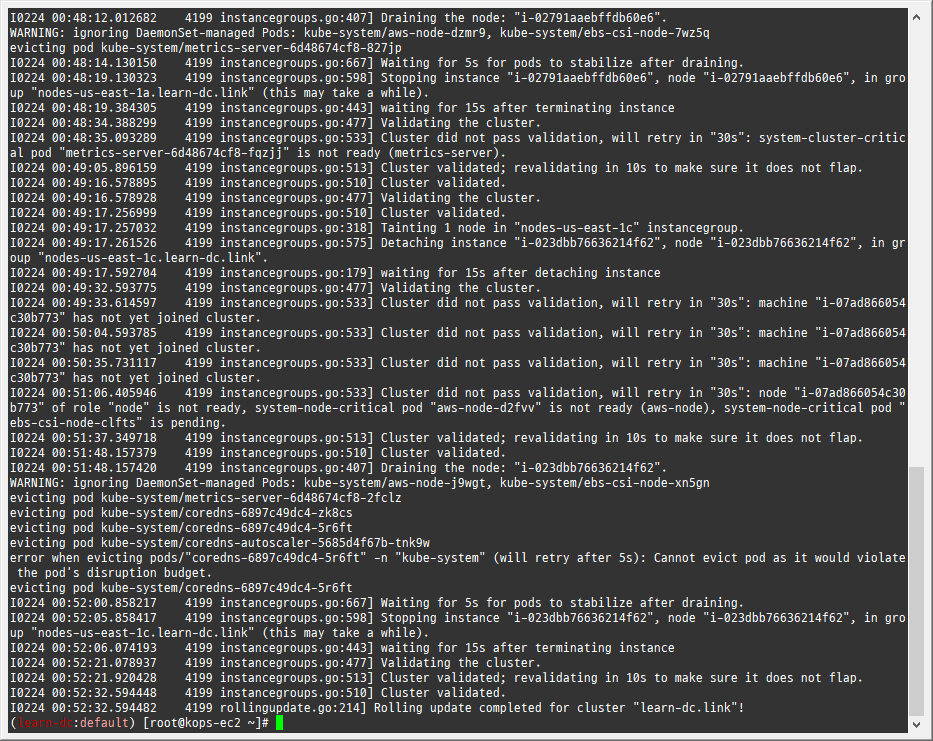 I0224 00:48:12.012682    4199 instancegroups.go:407] Draining the node: "i-02791aaebffdb60e6".
WARNING: ignoring DaemonSet-managed Pods: kube-system/aws-node-dzmr9, kube-system/ebs-csi-node-7wz5q
evicting pod kube-system/metrics-server-6d48674cf8-827jp
I0224 00:48:14.130150    4199 instancegroups.go:667] Waiting for 5s for pods to stabilize after draining.
I0224 00:48:19.130323    4199 instancegroups.go:598] Stopping instance "i-02791aaebffdb60e6", node "i-02791aaebffdb60e6", in gro
up "nodes-us-east-1a.learn-dc.link" (this may take a while).
I0224 00:48:19.384305    4199 instancegroups.go:443] waiting for 15s after terminating instance
I0224 00:48:34.388299    4199 instancegroups.go:477] Validating the cluster.
I0224 00:48:35.093289    4199 instancegroups.go:533] Cluster did not pass validation, will retry in "30s": system-cluster-critic
al pod "metrics-server-6d48674cf8-fqzjj" is not ready (metrics-server).
I0224 00:49:05.896159    4199 instancegroups.go:513] Cluster validated; revalidating in 10s to make sure it does not flap.
I0224 00:49:16.578895    4199 instancegroups.go:510] Cluster validated.
I0224 00:49:16.578928    4199 instancegroups.go:477] Validating the cluster.
I0224 00:49:17.256999    4199 instancegroups.go:510] Cluster validated.
I0224 00:49:17.257032    4199 instancegroups.go:318] Tainting 1 node in "nodes-us-east-1c" instancegroup.
I0224 00:49:17.261526    4199 instancegroups.go:575] Detaching instance "i-023dbb76636214f62", node "i-023dbb76636214f62", in gr
oup "nodes-us-east-1c.learn-dc.link".
I0224 00:49:17.592704    4199 instancegroups.go:179] waiting for 15s after detaching instance
I0224 00:49:32.593775    4199 instancegroups.go:477] Validating the cluster.
I0224 00:49:33.614597    4199 instancegroups.go:533] Cluster did not pass validation, will retry in "30s": machine "i-07ad866054
c30b773" has not yet joined cluster.
I0224 00:50:04.593785    4199 instancegroups.go:533] Cluster did not pass validation, will retry in "30s": machine "i-07ad866054
c30b773" has not yet joined cluster.
I0224 00:50:35.731117    4199 instancegroups.go:533] Cluster did not pass validation, will retry in "30s": machine "i-07ad866054
c30b773" has not yet joined cluster.
I0224 00:51:06.405946    4199 instancegroups.go:533] Cluster did not pass validation, will retry in "30s": node "i-07ad866054c30
b773" of role "node" is not ready, system-node-critical pod "aws-node-d2fvv" is not ready (aws-node), system-node-critical pod "
ebs-csi-node-clfts" is pending.
I0224 00:51:37.349718    4199 instancegroups.go:513] Cluster validated; revalidating in 10s to make sure it does not flap.
I0224 00:51:48.157379    4199 instancegroups.go:510] Cluster validated.
I0224 00:51:48.157420    4199 instancegroups.go:407] Draining the node: "i-023dbb76636214f62".
WARNING: ignoring DaemonSet-managed Pods: kube-system/aws-node-j9wgt, kube-system/ebs-csi-node-xn5gn
evicting pod kube-system/metrics-server-6d48674cf8-2fclz
evicting pod kube-system/coredns-6897c49dc4-zk8cs
evicting pod kube-system/coredns-6897c49dc4-5r6ft
evicting pod kube-system/coredns-autoscaler-5685d4f67b-tnk9w
error when evicting pods/"coredns-6897c49dc4-5r6ft" -n "kube-system" (will retry after 5s): Cannot evict pod as it would violate
 the pod's disruption budget.
evicting pod kube-system/coredns-6897c49dc4-5r6ft
I0224 00:52:00.858217    4199 instancegroups.go:667] Waiting for 5s for pods to stabilize after draining.
I0224 00:52:05.858417    4199 instancegroups.go:598] Stopping instance "i-023dbb76636214f62", node "i-023dbb76636214f62", in gro
up "nodes-us-east-1c.learn-dc.link" (this may take a while).
I0224 00:52:06.074193    4199 instancegroups.go:443] waiting for 15s after terminating instance
I0224 00:52:21.078937    4199 instancegroups.go:477] Validating the cluster.
I0224 00:52:21.920428    4199 instancegroups.go:513] Cluster validated; revalidating in 10s to make sure it does not flap.
I0224 00:52:32.594448    4199 instancegroups.go:510] Cluster validated.
I0224 00:52:32.594482    4199 rollingupdate.go:214] Rolling update completed for cluster "learn-dc.link"!
(learn-dc:default) [root@kops-ec2 ~]#